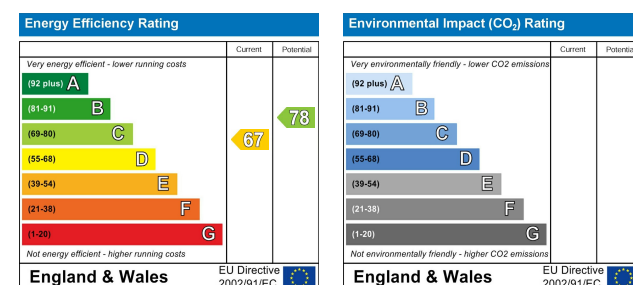 Energy Efficiency Rating
Current Potential
Very energy efficient - lower running costs
(92 plus) A
(81-91) B
78
(69-80) C
67
(55-68) D
(39-54) E
(21-38) F
(1-20) G
Not energy efficient - higher running costs
England & Wales
EU Directive
2002/91/EC
Environmental Impact (CO₂) Rating
Current Potential
Very environmentally friendly - lower CO2 emissions
(92 plus) A
(81-91) B
(69-80) C
(55-68) D
(39-54) E
(21-38) F
(1-20) G
Not environmentally friendly - higher CO2 emissions
England & Wales
EU Directive
2002/91/EC